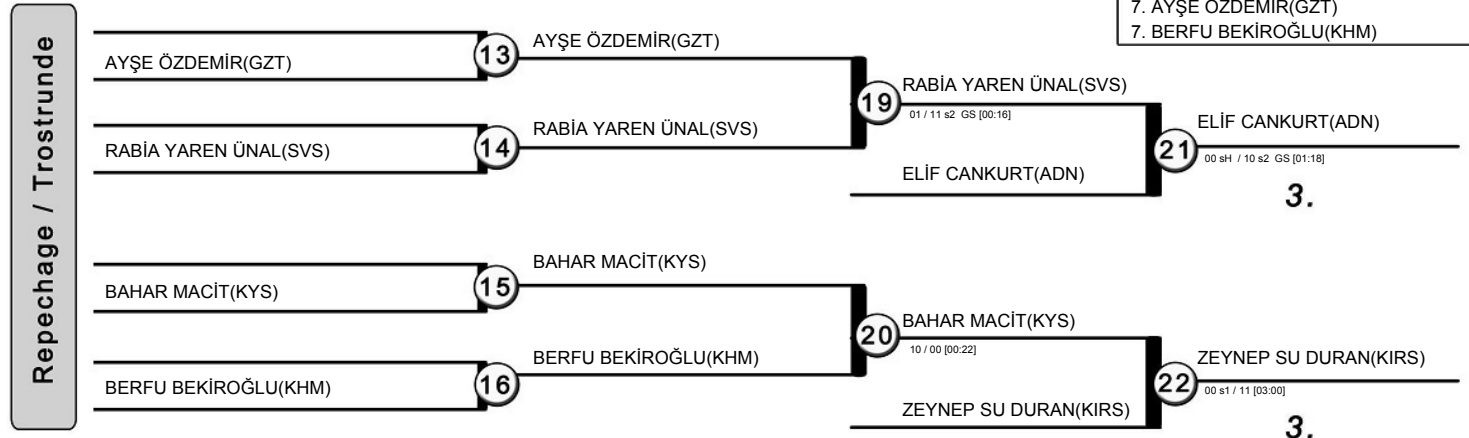 7. AYŞE ÖZDEMİR(GZT)
7. BERFU BEKİROĞLU(KHM)
Repechage / Trostrunde
AYŞE ÖZDEMİR(GZT)
13
AYŞE ÖZDEMİR(GZT)
RABİA YAREN ÜNAL(SVS)
14
RABİA YAREN ÜNAL(SVS)
19
RABİA YAREN ÜNAL(SVS)
01 / 11 s2 GS [00:16]
ELİF CANKURT(ADN)
21
ELİF CANKURT(ADN)
00 sH / 10 s2 GS [01:18]
3.
BAHAR MACİT(KYS)
15
BAHAR MACİT(KYS)
BERFU BEKİROĞLU(KHM)
16
BERFU BEKİROĞLU(KHM)
20
BAHAR MACİT(KYS)
10 / 00 [00:22]
ZEYNEP SU DURAN(KIRS)
22
ZEYNEP SU DURAN(KIRS)
00 s1 / 11 [03:00]
3.